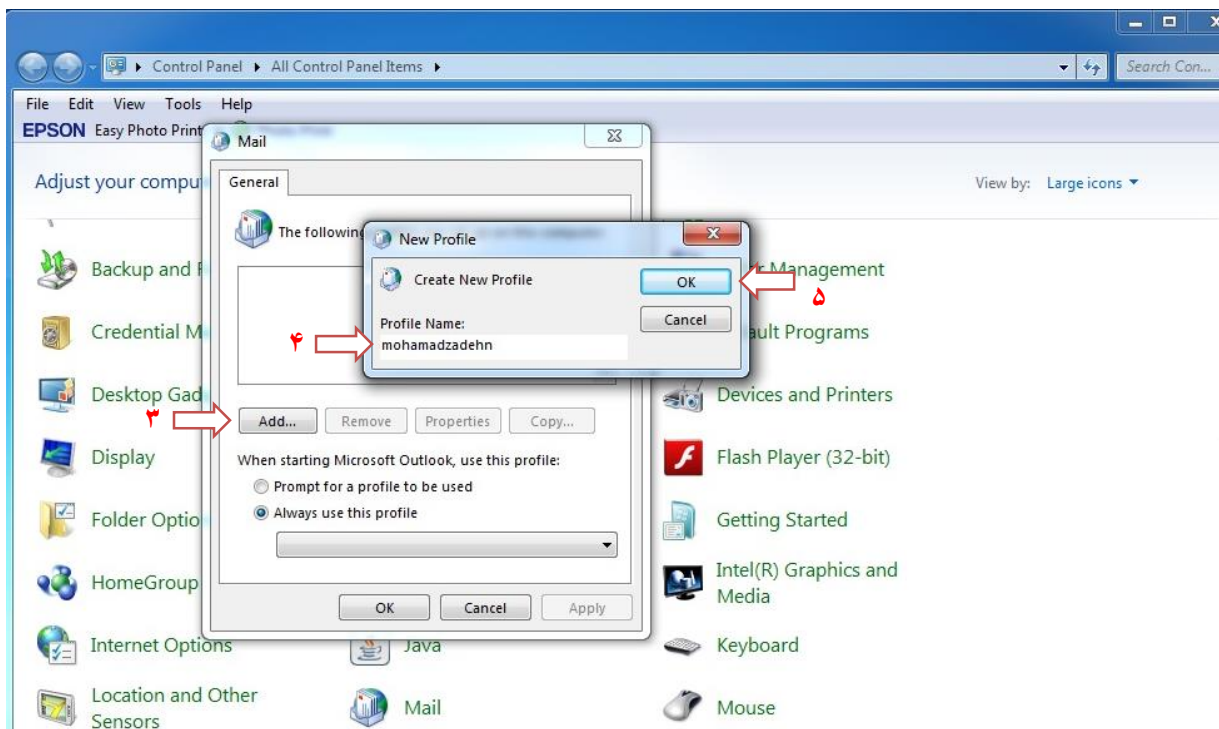 Control Panel All Control Panel Items Search Con...
File Edit View Tools Help
EPSON Easy Photo Print
Mail
Adjust your compu
General
View by: Large icons
The following
New Profile
Backup and
Create New Profile
OK
Management
۵
Profile Name:
Cancel
Credential M
۴
mohamadzadehn
ault Programs
Desktop Gad
Devices and Printers
۳
Add... Remove Properties Copy...
Display
When starting Microsoft Outlook, use this profile:
Flash Player (32-bit)
Prompt for a profile to be used
Always use this profile
Folder Optio
Getting Started
HomeGroup
Intel(R) Graphics and
Media
OK Cancel Apply
Internet Options
Java
Keyboard
Location and Other
Sensors
Mail
Mouse